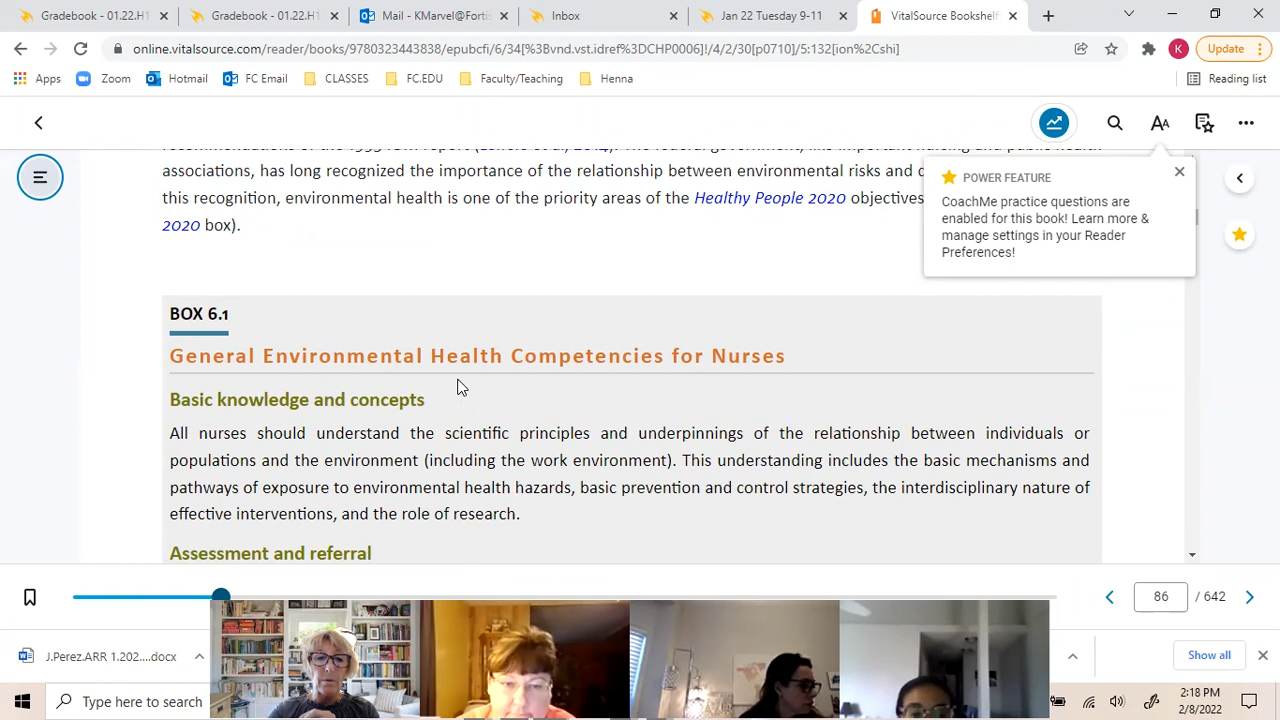 Gradebook - 01.22.H1
Gradebook - 01.22.H1
Mail - KMarvel@Fortis
Inbox
Jan 22 Tuesday 9-11
VitalSource Bookshelf
online.vitalsource.com/reader/books/9780323443838/epubcfi/6/34[%3Bvnd.vst.idref%3DCHP0006]!/4/2/30[p0710]/5:132[ion%2Cshi]
K
Update
Apps
Zoom
Hotmail
FC Email
CLASSES
FC.EDU
Faculty/Teaching
Henna
Reading list
associations, has long recognized the importance of the relationship between environmental risks and
this recognition, environmental health is one of the priority areas of the Healthy People 2020 objectives
2020 box).
POWER FEATURE
CoachMe practice questions are
enabled for this book! Learn more &
manage settings in your Reader
Preferences!
BOX 6.1
General Environmental Health Competencies for Nurses
Basic knowledge and concepts
All nurses should understand the scientific principles and underpinnings of the relationship between individuals or
populations and the environment (including the work environment). This understanding includes the basic mechanisms and
pathways of exposure to environmental health hazards, basic prevention and control strategies, the interdisciplinary nature of
effective interventions, and the role of research.
Assessment and referral
86 / 642
J.Perez.ARR 1.202....docx
Show all
Type here to search
2:18 PM
2/8/2022